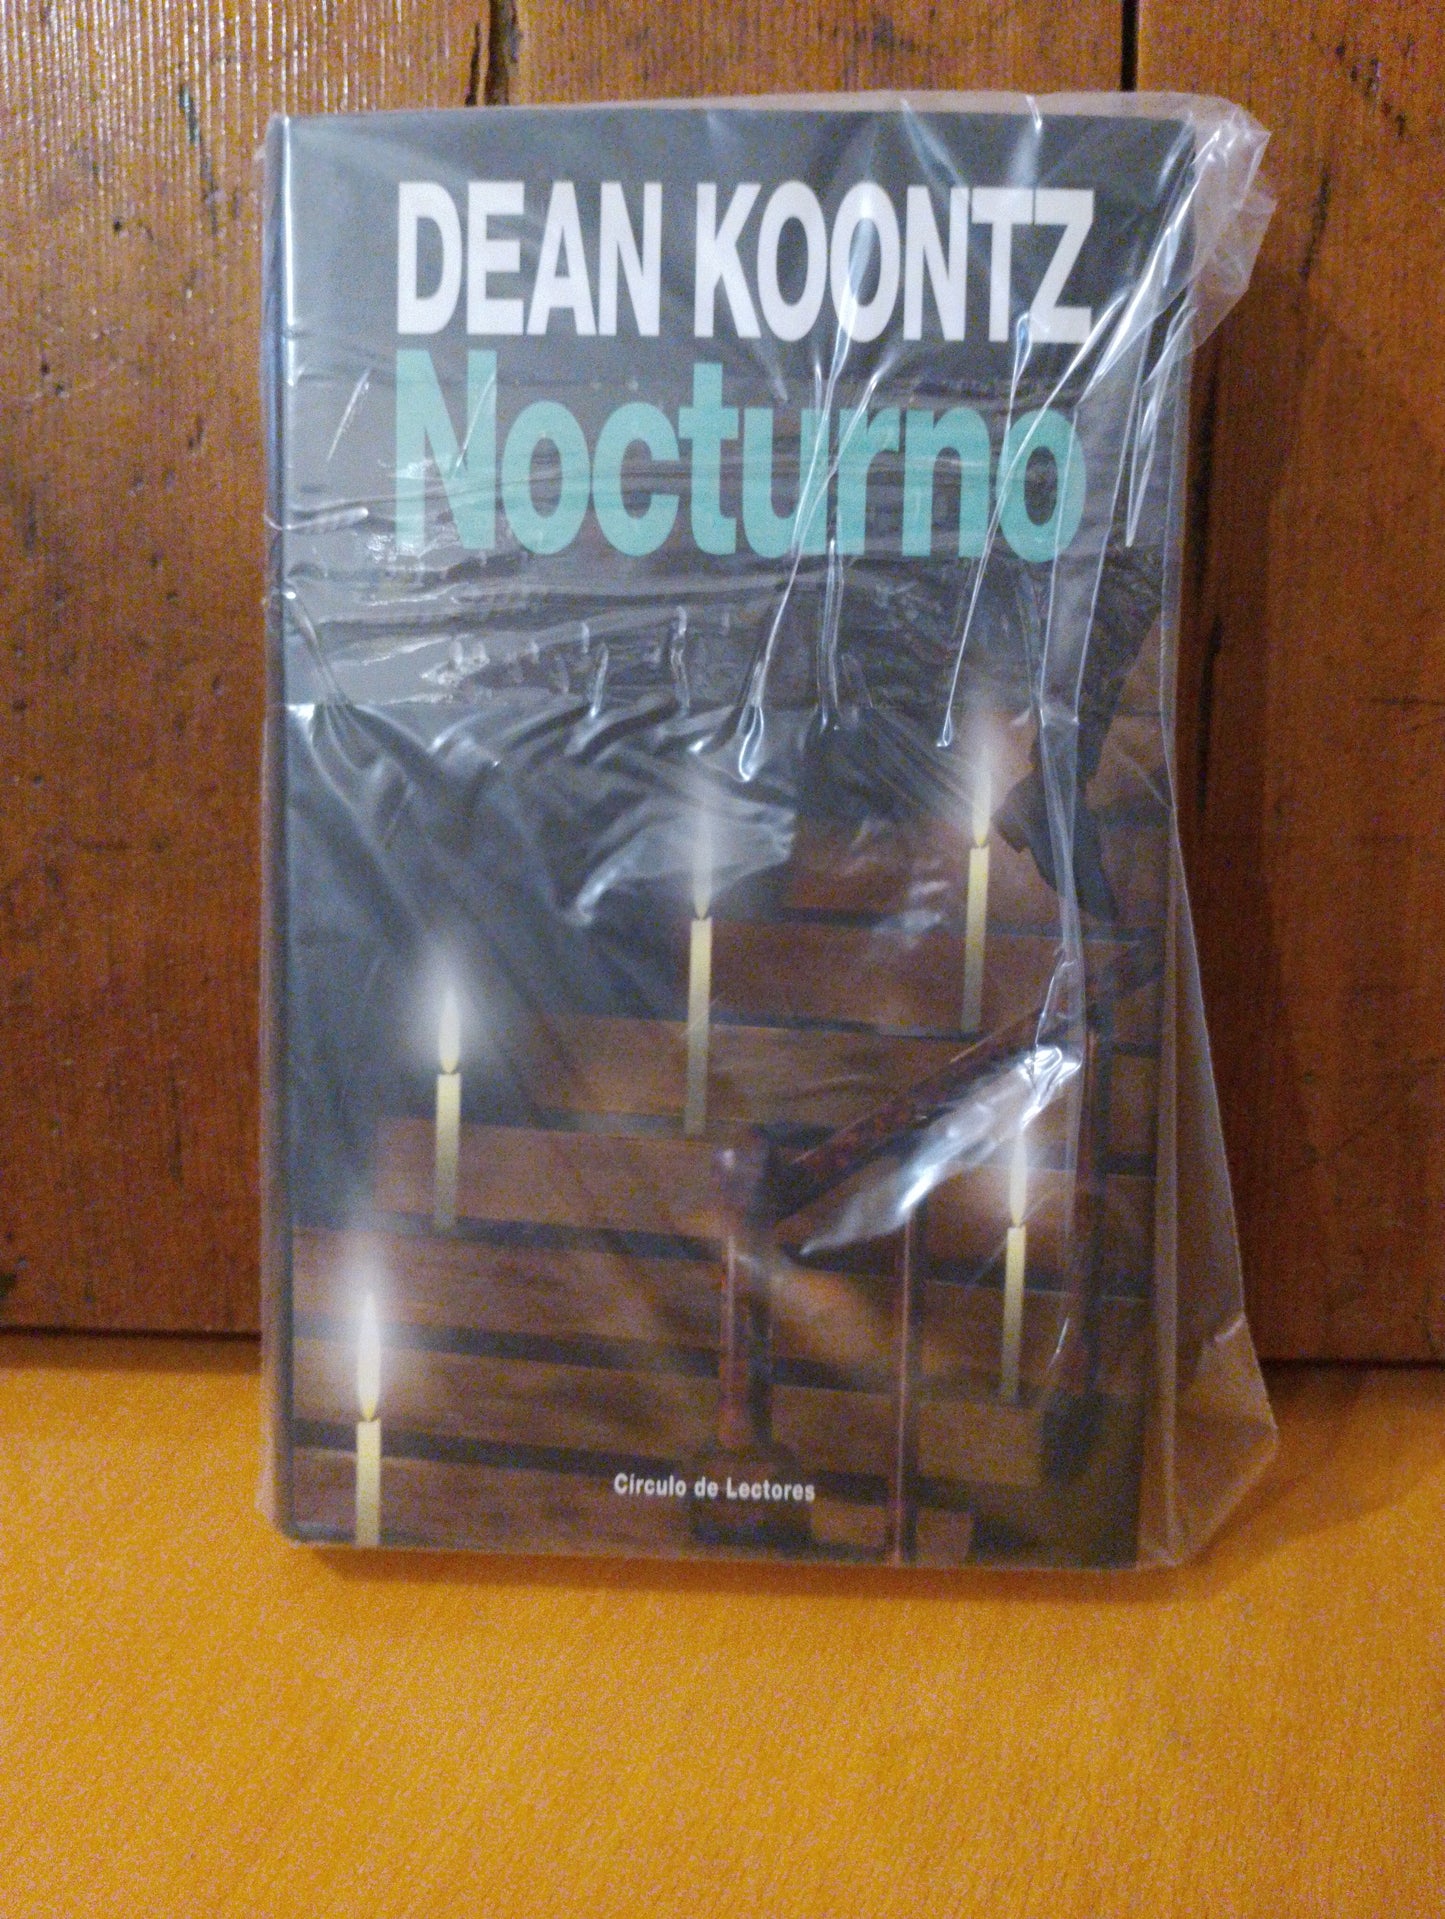 DEAN KOONTZ
Nocturno
Círculo de Lectores